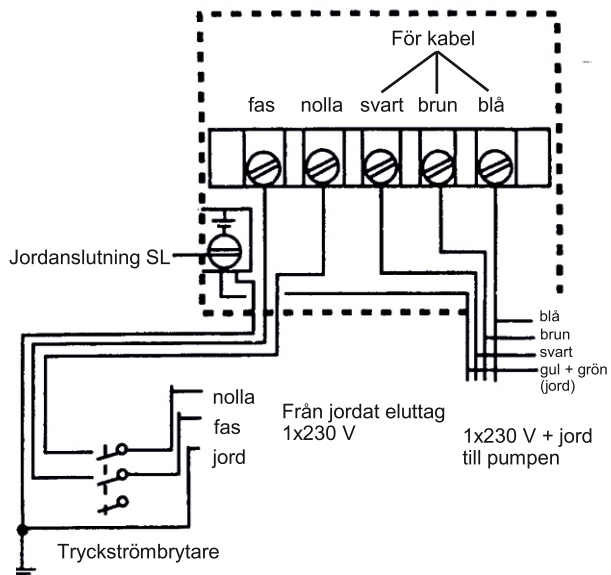 För kabel
fas nolla svart brun blå
Jordanslutning SL
blå
brun
svart
gul + grön
(jord)
nolla
fas
jord
Från jordat eluttag
1x230 V
1x230 V + jord
till pumpen
Tryckströmbrytare